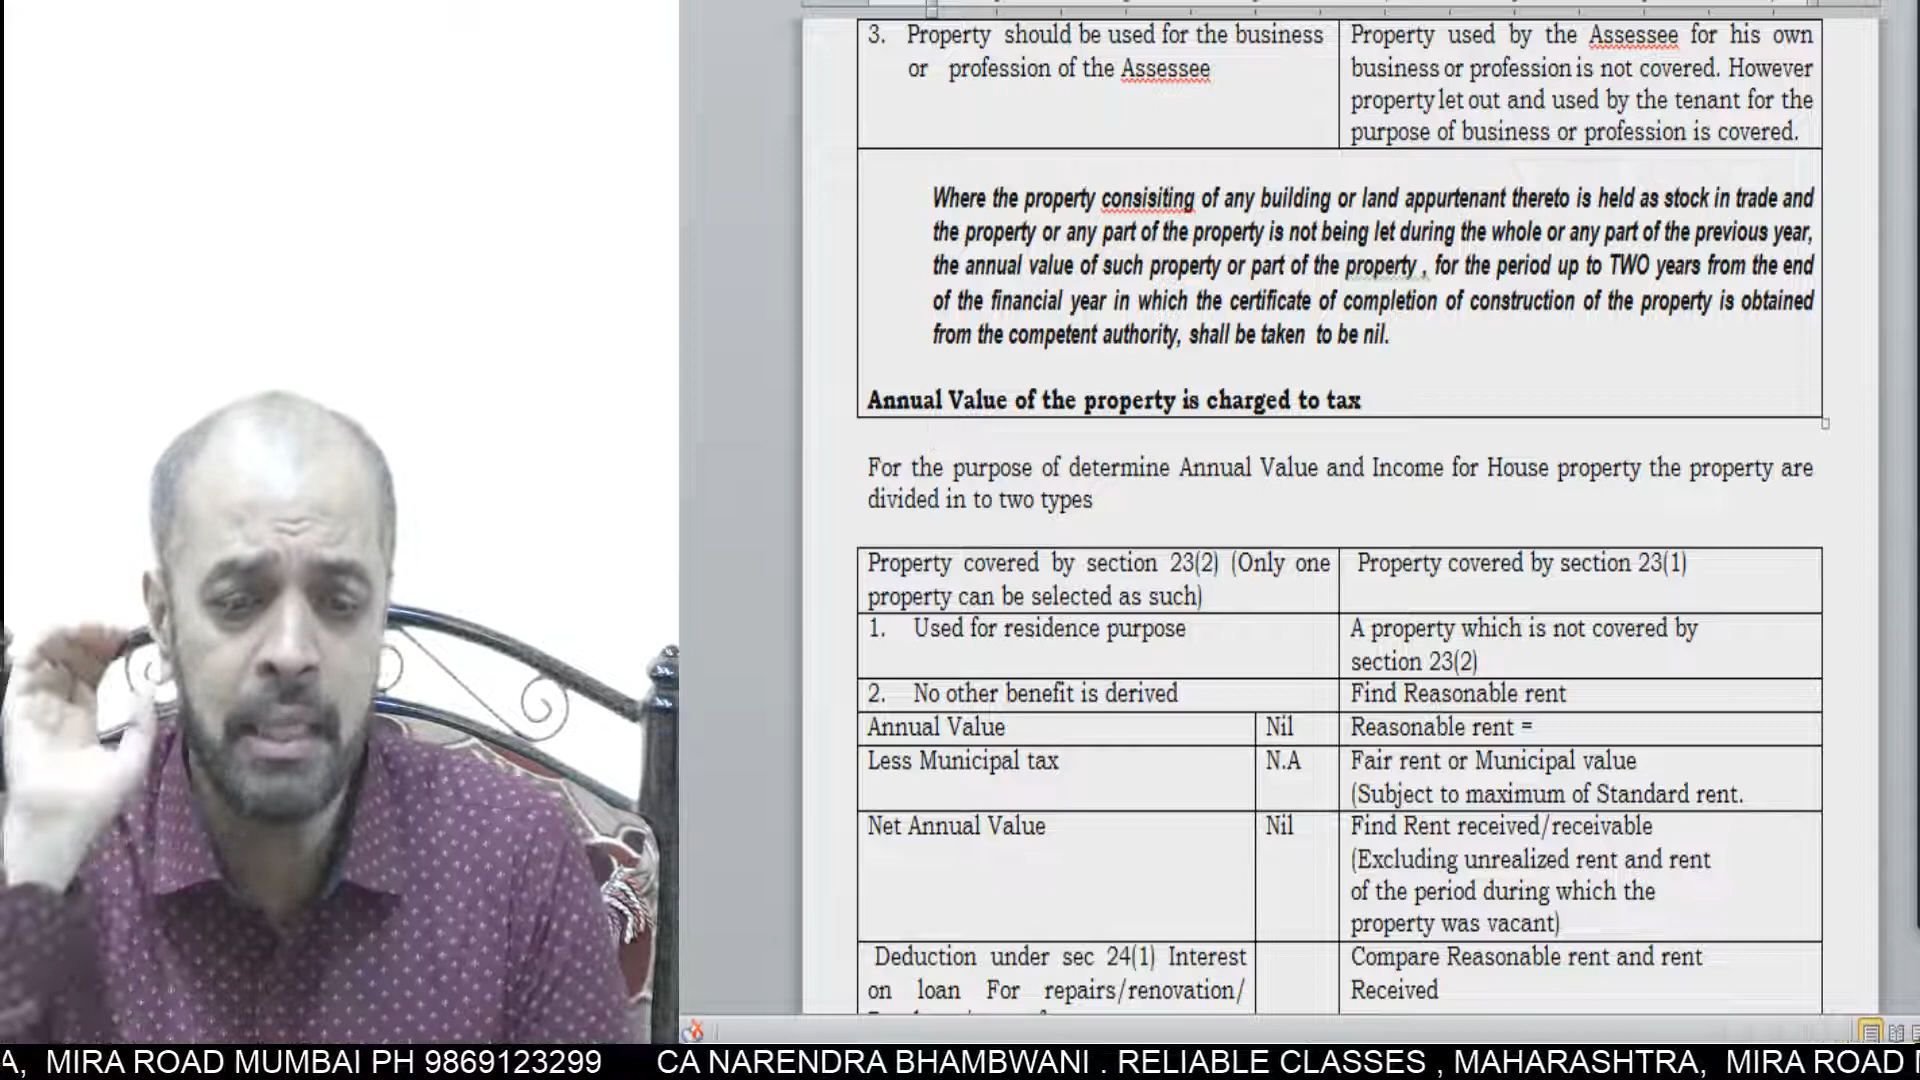 3. Property should be used for the business
or profession of the Assessee
Property used by the Assessee for his own
business or profession is not covered. However
property let out and used by the tenant for the
purpose of business or profession is covered.
Where the property consisiting of any building or land appurtenant thereto is held as stock in trade and
the property or any part of the property is not being let during the whole or any part of the previous year,
the annual value of such property or part of the property , for the period up to TWO years from the end
of the financial year in which the certificate of completion of construction of the property is obtained
from the competent authority, shall be taken to be nil.
Annual Value of the property is charged to tax
For the purpose of determine Annual Value and Income for House property the property are
divided in to two types
Property covered by section 23(2) (Only one
property can be selected as such)
Property covered by section 23(1)
1. Used for residence purpose
A property which is not covered by
section 23(2)
2. No other benefit is derived
Find Reasonable rent
Annual Value
Nil
Reasonable rent =
Less Municipal tax
N.A
Fair rent or Municipal value
(Subject to maximum of Standard rent.
Net Annual Value
Nil
Find Rent received/receivable
(Excluding unrealized rent and rent
of the period during which the
property was vacant)
Deduction under sec 24(1) Interest
on loan For repairs/renovation/
Compare Reasonable rent and rent
Received
A, MIRA ROAD MUMBAI PH 9869123299 CA NARENDRA BHAMBWANI . RELIABLE CLASSES , MAHARASHTRA, MIRA ROAD